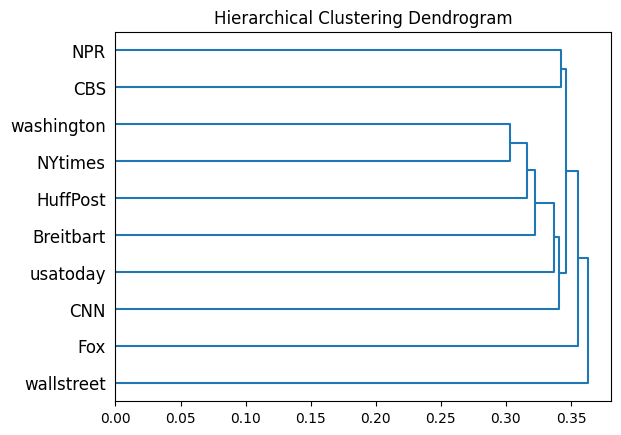 Hierarchical Clustering Dendrogram
NPR
CBS
washington
NYtimes
HuffPost
Breitbart
usatoday
CNN
Fox
wallstreet
0.00 0.05 0.10 0.15 0.20 0.25 0.30 0.35